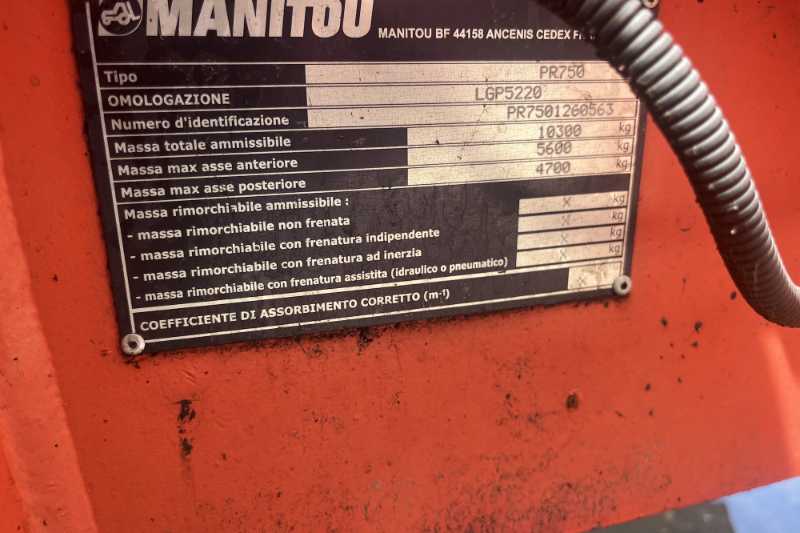 MANITOU MANITOU BF 44158 ANCENIS CEDEX
Tipo PR750
OMOLOGAZIONE LGP5220
Numero d'identificazione PR7501260563
Massa totale ammissibile 10300 kg
Massa max asse anteriore 5600 kg
Massa max asse posteriore 4700 kg
Massa rimorchiabile ammissibile :
- massa rimorchiabile non frenata X kg
- massa rimorchiabile con frenatura indipendente X kg
- massa rimorchiabile con frenatura ad inerzia X kg
- massa rimorchiabile con frenatura assistita (idraulico o pneumatico) X kg
COEFFICIENTE DI ASSORBIMENTO CORRETTO (m-¹) X